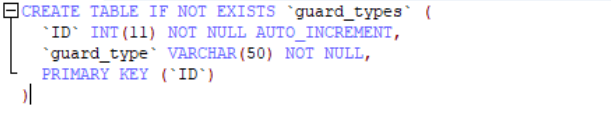 CREATE TABLE IF NOT EXISTS `guard_types` (
`ID` INT(11) NOT NULL AUTO_INCREMENT,
`guard_type` VARCHAR(50) NOT NULL,
PRIMARY KEY (`ID`)
)